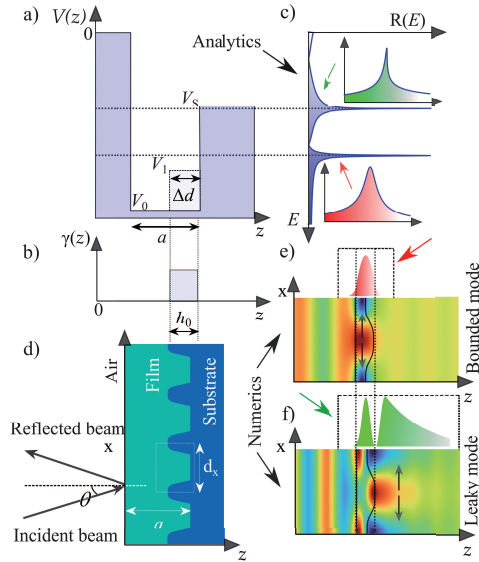 a)
V(z)
0
V_S
V_1
V_0
Δd
a
z
Analytics
c)
R(E)
E
b)
γ(z)
h_0
z
d)
Air
Film
Substrate
x
Reflected beam
θ
Incident beam
d_x
a
z
Numerics
e)
x
z
Bounded mode
f)
x
z
Leaky mode